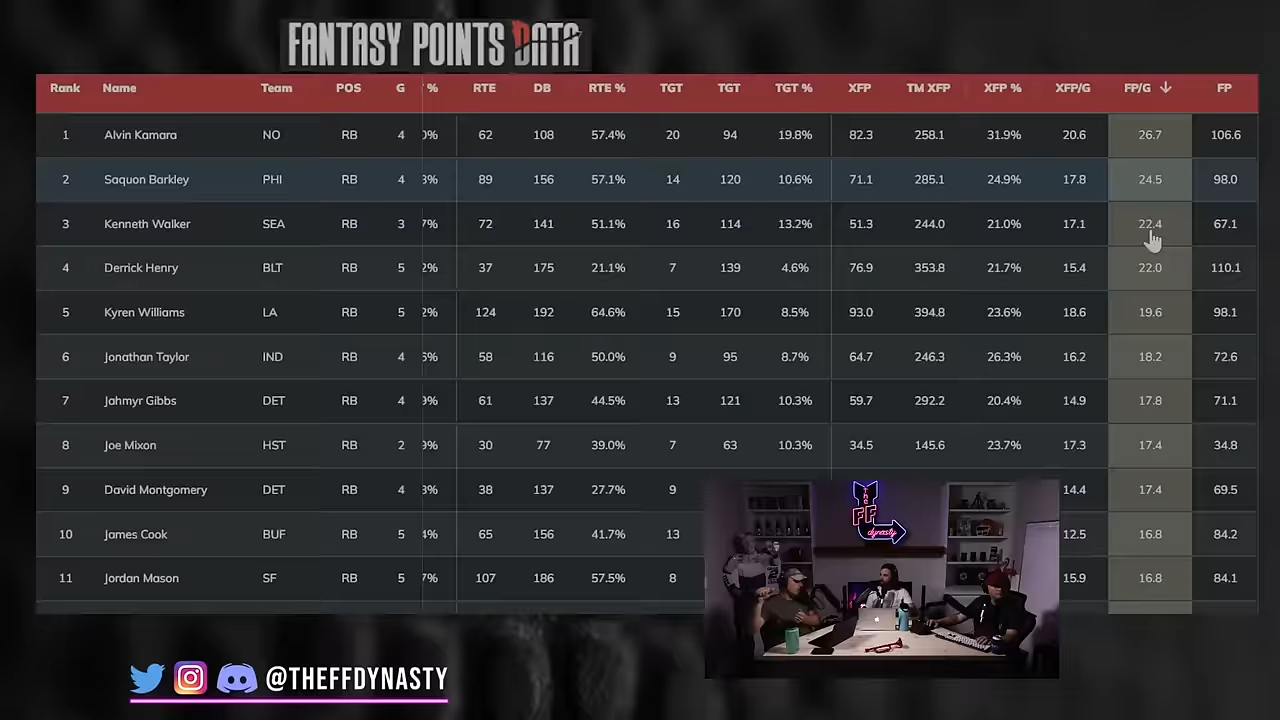 FANTASY POINTS DATA
Rank Name Team POS G % RTE DB RTE % TGT TGT TGT % XFP TM XFP XFP % XFP/G FP/G FP
1 Alvin Kamara NO RB 4 62 108 57.4% 20 94 19.8% 82.3 258.1 31.9% 20.6 26.7 106.6
2 Saquon Barkley PHI RB 4 3% 89 156 57.1% 14 120 10.6% 71.1 285.1 24.9% 17.8 24.5 98.0
3 Kenneth Walker SEA RB 3 7% 72 141 51.1% 16 114 13.2% 51.3 244.0 21.0% 17.1 22.4 67.1
4 Derrick Henry BLT RB 5 2% 37 175 21.1% 7 139 4.6% 76.9 353.8 21.7% 15.4 22.0 110.1
5 Kyren Williams LA RB 5 2% 124 192 64.6% 15 170 8.5% 93.0 394.8 23.6% 18.6 19.6 98.1
6 Jonathan Taylor IND RB 4 58 116 50.0% 9 95 8.7% 64.7 246.3 26.3% 16.2 18.2 72.6
7 Jahmyr Gibbs DET RB 4 9% 61 137 44.5% 13 121 10.3% 59.7 292.2 20.4% 14.9 17.8 71.1
8 Joe Mixon HST RB 2 9% 30 77 39.0% 7 63 10.3% 34.5 145.6 23.7% 17.3 17.4 34.8
9 David Montgomery DET RB 4 3% 38 137 27.7% 9 14.4 17.4 69.5
10 James Cook BUF RB 5 4% 65 156 41.7% 13 12.5 16.8 84.2
11 Jordan Mason SF RB 5 7% 107 186 57.5% 8 15.9 16.8 84.1
The
FF
dynasty
@THEFFDYNASTY